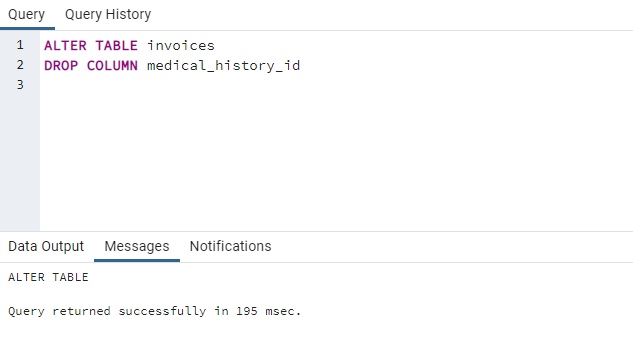 Query Query History
1 ALTER TABLE invoices
2 DROP COLUMN medical_history_id
3
Data Output Messages Notifications
ALTER TABLE
Query returned successfully in 195 msec.